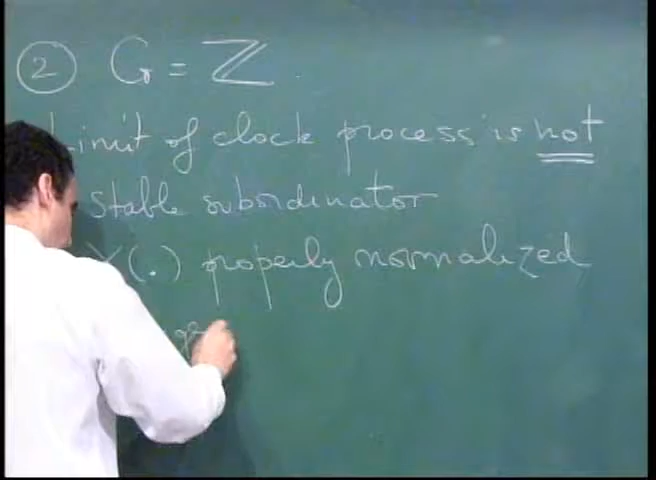 ② G = ℤ.
Limit of clock process is not
stable subordinator
Y(.) properly normalized